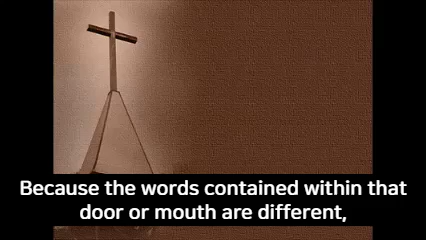 Because the words contained within that
door or mouth are different,